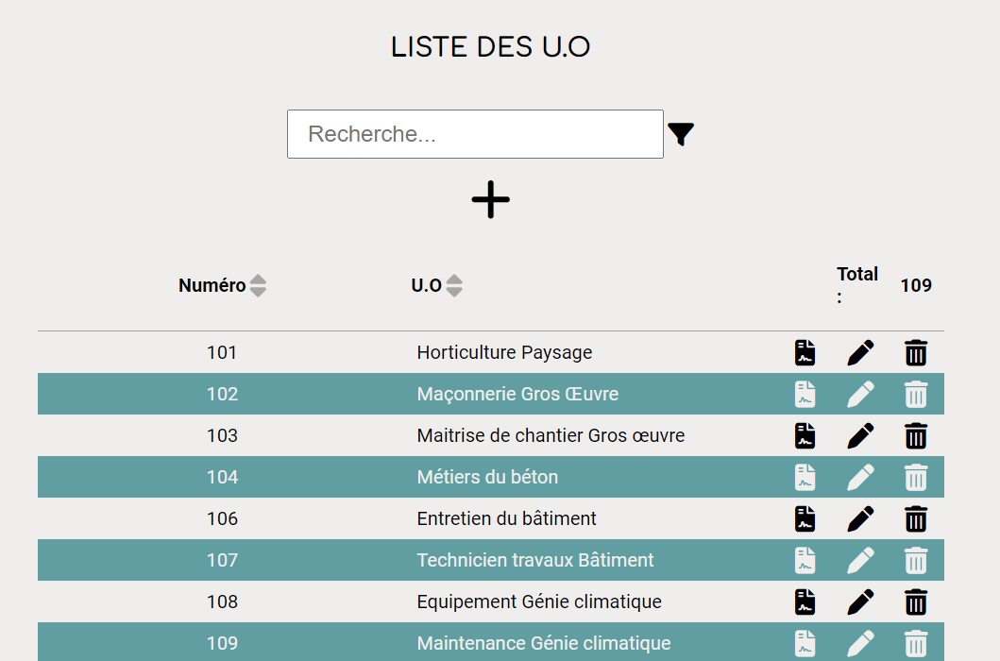 LISTE DES U.O
Recherche...
Numéro U.O Total : 109
101 Horticulture Paysage
102 Maçonnerie Gros Œuvre
103 Maitrise de chantier Gros œuvre
104 Métiers du béton
106 Entretien du bâtiment
107 Technicien travaux Bâtiment
108 Equipement Génie climatique
109 Maintenance Génie climatique